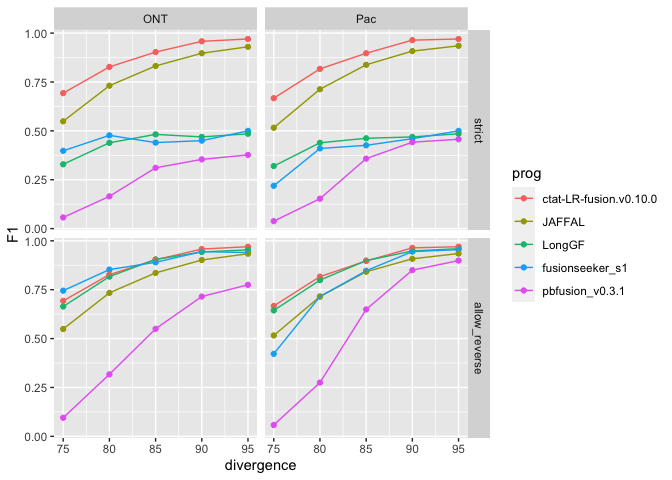 ONT
Pac
1.00
0.75
0.50
0.25
0.00
strict
1.00
0.75
0.50
0.25
0.00
allow_reverse
F1
75
80
85
90
95
75
80
85
90
95
divergence
prog
ctat-LR-fusion.v0.10.0
JAFFAL
LongGF
fusionseeker_s1
pbfusion_v0.3.1